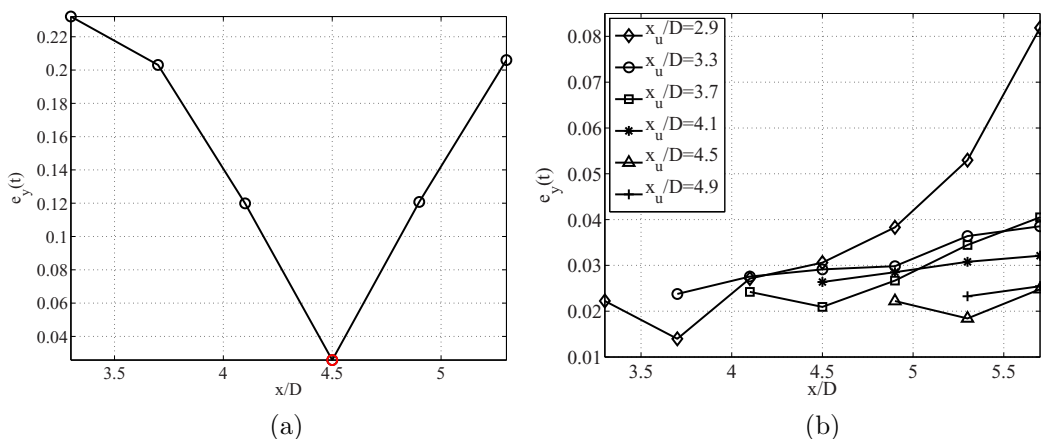 0.22
0.2
0.18
0.16
0.14
0.12
0.1
0.08
0.06
0.04
e_y(t)
3.5 4 4.5 5
x/D
(a)
0.08
0.07
0.06
0.05
0.04
0.03
0.02
0.01
e_y(t)
x_u/D=2.9
x_u/D=3.3
x_u/D=3.7
x_u/D=4.1
x_u/D=4.5
x_u/D=4.9
3.5 4 4.5 5 5.5
x/D
(b)